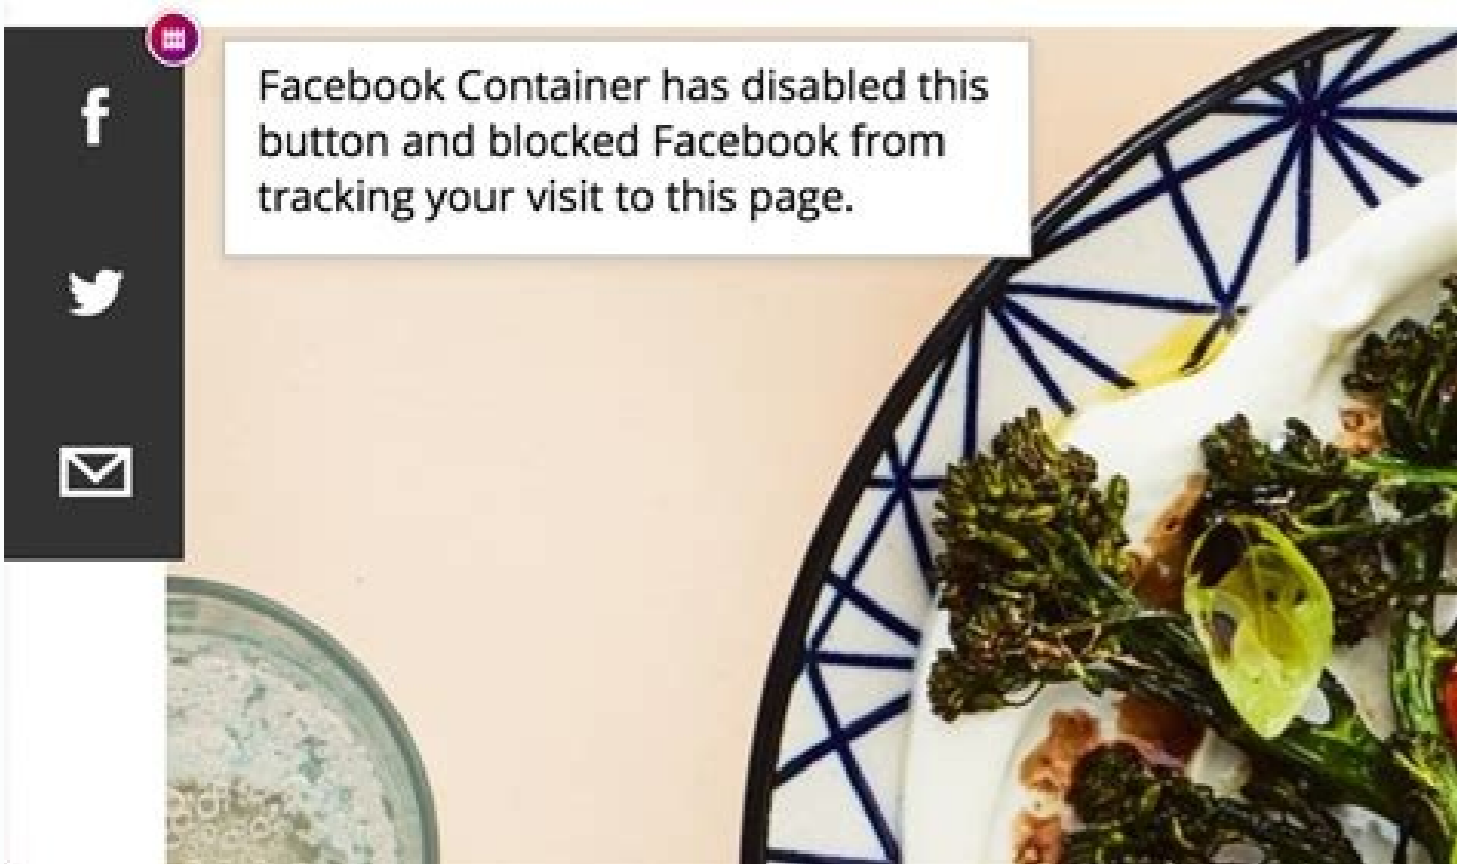 Facebook Container has disabled this
button and blocked Facebook from
tracking your visit to this page.